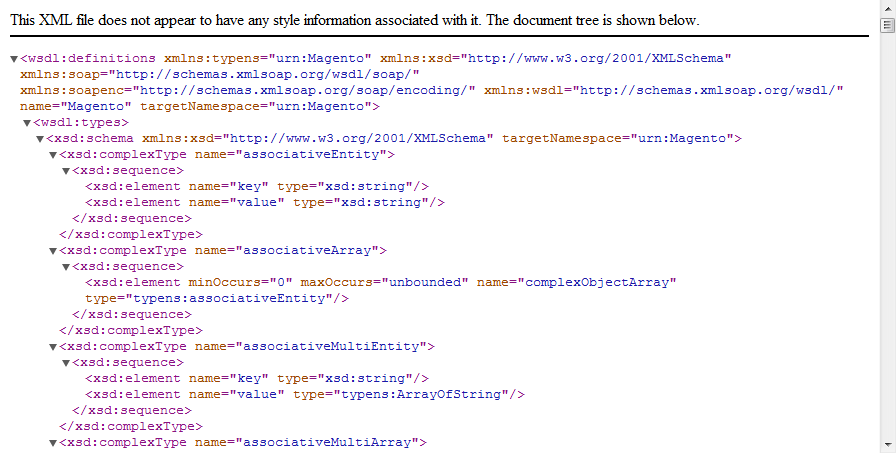 This XML file does not appear to have any style information associated with it. The document tree is shown below.
▼<wsdl:definitions xmlns:typens="urn:Magento" xmlns:xsd="http://www.w3.org/2001/XMLSchema"
xmlns:soap="http://schemas.xmlsoap.org/wsdl/soap/"
xmlns:soapenc="http://schemas.xmlsoap.org/soap/encoding/" xmlns:wsdl="http://schemas.xmlsoap.org/wsdl/"
name="Magento" targetNamespace="urn:Magento">
▼<wsdl:types>
▼<xsd:schema xmlns:xsd="http://www.w3.org/2001/XMLSchema" targetNamespace="urn:Magento">
▼<xsd:complexType name="associativeEntity">
▼<xsd:sequence>
<xsd:element name="key" type="xsd:string"/>
<xsd:element name="value" type="xsd:string"/>
</xsd:sequence>
</xsd:complexType>
▼<xsd:complexType name="associativeArray">
▼<xsd:sequence>
<xsd:element minOccurs="0" maxOccurs="unbounded" name="complexObjectArray"
type="typens:associativeEntity"/>
</xsd:sequence>
</xsd:complexType>
▼<xsd:complexType name="associativeMultiEntity">
▼<xsd:sequence>
<xsd:element name="key" type="xsd:string"/>
<xsd:element name="value" type="typens:ArrayOfString"/>
</xsd:sequence>
</xsd:complexType>
▼<xsd:complexType name="associativeMultiArray">